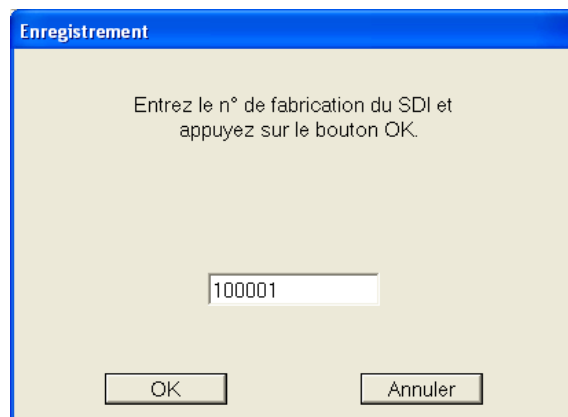 Enregistrement
Entrez le n° de fabrication du SDI et
appuyez sur le bouton OK.
100001
OK Annuler